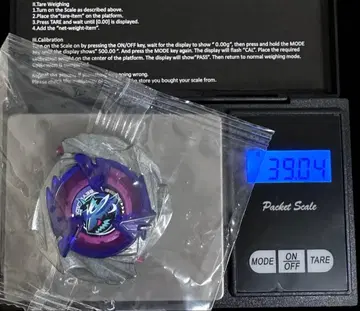 II.Tare Weighing
1.Turn on the Scale as described above.
2.Place "tare-item" on the platform.
3.Press TARE and wait until [0.00] is displayed.
4.Add the "net-weight-item".
III.Calibration
Turn on the Scale on by pressing the ON/OFF key, wait for the display to show " 0.00g", then press and hold the MODE
key until the display shows" 500.00". And press the MODE key again. The display will flash "CAL". Place the required
weight on the center of the platform. The display will show"PASS". Then return to normal weighing mode.
39.04
Packet Scale
MODE
ON
OFF
TARE